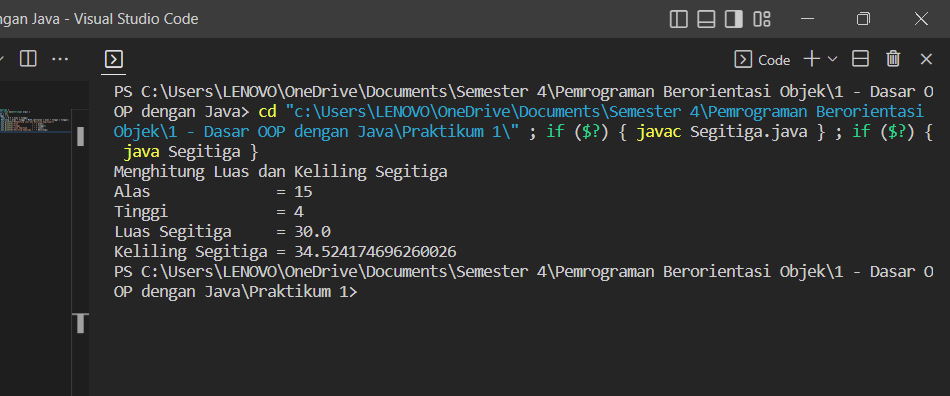 ngan Java - Visual Studio Code
Code
PS C:\Users\LENOVO\OneDrive\Documents\Semester 4\Pemrograman Berorientasi Objek\1 - Dasar O
OP dengan Java> cd "c:\Users\LENOVO\OneDrive\Documents\Semester 4\Pemrograman Berorientasi
Objek\1 - Dasar OOP dengan Java\Praktikum 1\" ; if ($?) { javac Segitiga.java } ; if ($?) {
java Segitiga }
Menghitung Luas dan Keliling Segitiga
Alas = 15
Tinggi = 4
Luas Segitiga = 30.0
Keliling Segitiga = 34.524174696260026
PS C:\Users\LENOVO\OneDrive\Documents\Semester 4\Pemrograman Berorientasi Objek\1 - Dasar O
OP dengan Java\Praktikum 1>